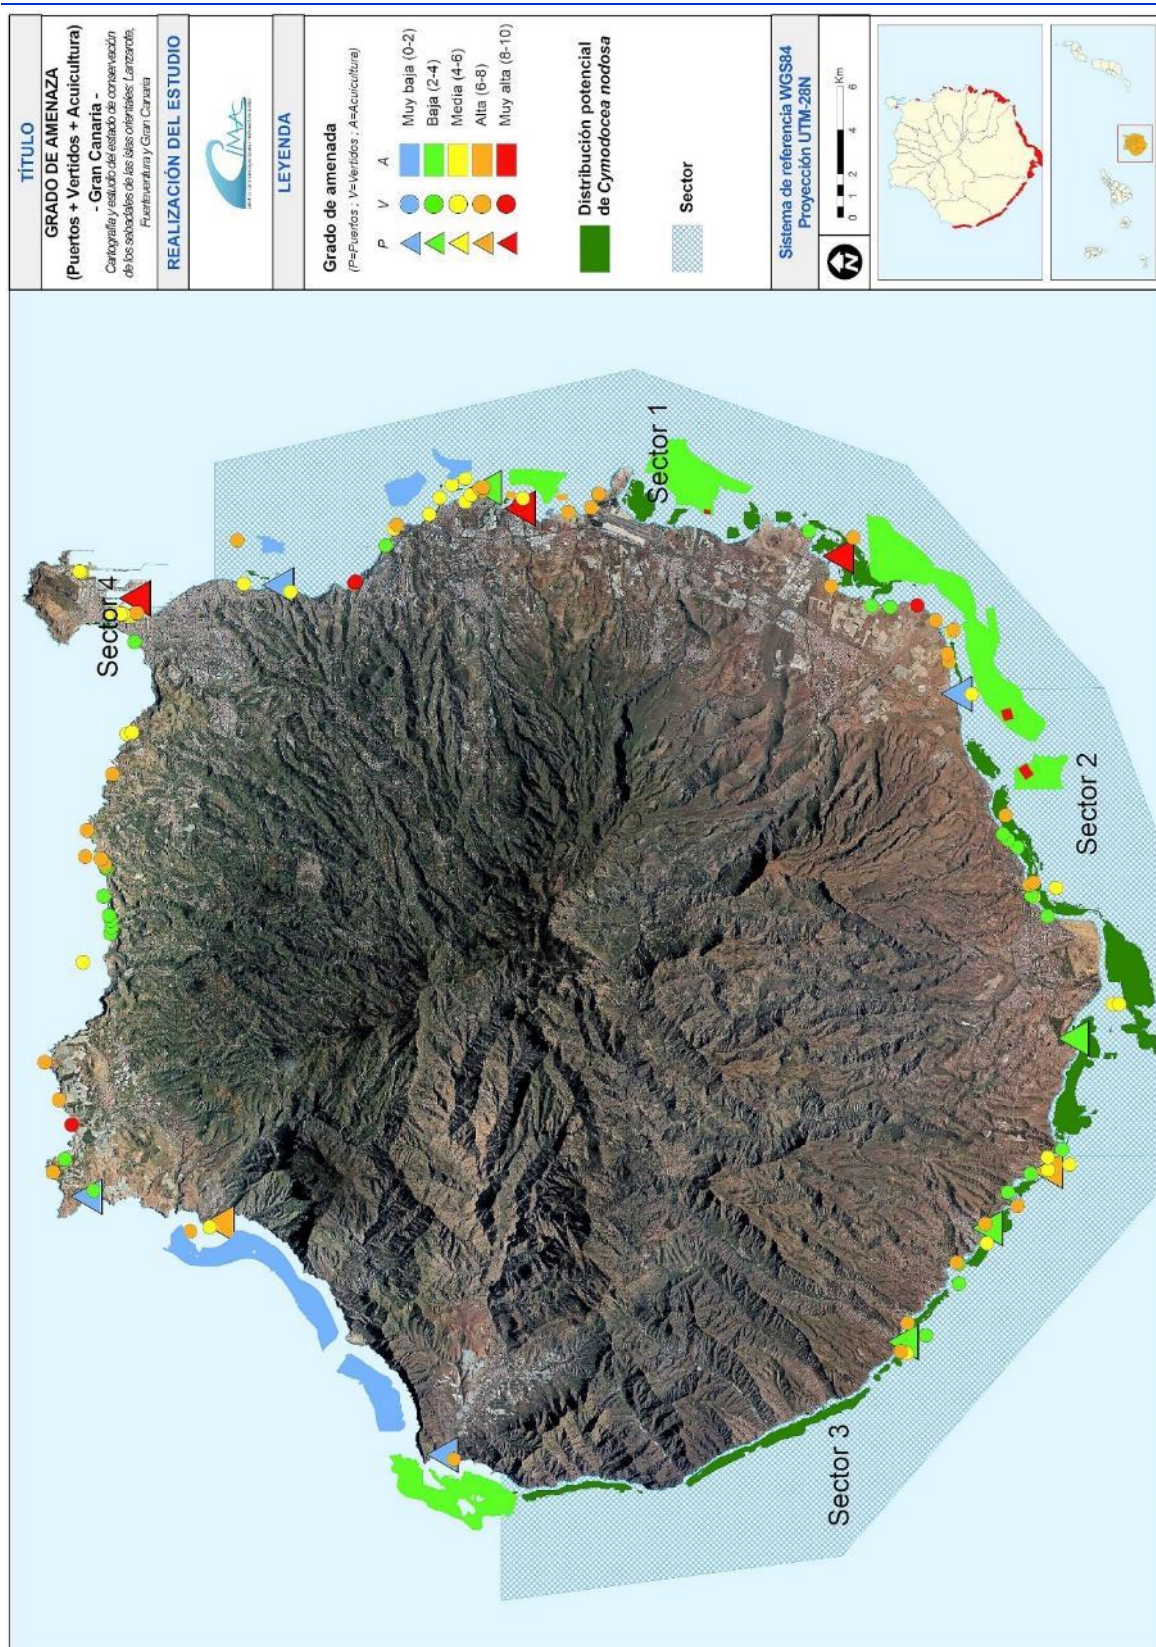 TÍTULO
GRADO DE AMENAZA
(Puertos + Vertidos + Acuicultura)
- Gran Canaria -
Cartografía y estudio del estado de conservación
de los sebadales de las islas orientales: Lanzarote,
Fuerteventura y Gran Canaria
REALIZACIÓN DEL ESTUDIO
CIMAS
LEYENDA
Grado de amenada
(P=Puertos ; V=Vertidos ; A=Acuicultura)
P V A
Muy baja (0-2)
Baja (2-4)
Media (4-6)
Alta (6-8)
Muy alta (8-10)
Distribución potencial
de Cymodocea nodosa
Sector
Sistema de referencia WGS84
Proyección UTM-28N
N
0 1 2 4 6
Km
Sector 4
Sector 1
Sector 2
Sector 3